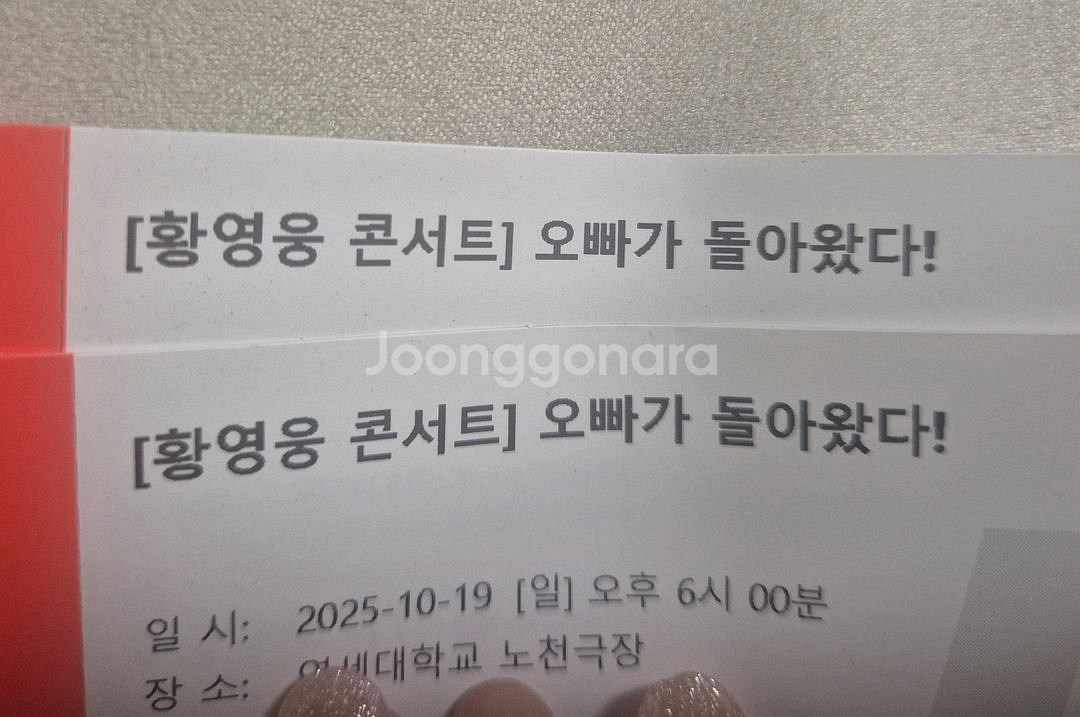 [황영웅 콘서트] 오빠가 돌아왔다!
Joonggonara
[황영웅 콘서트] 오빠가 돌아왔다!
일 시: 2025-10-19 [일] 오후 6시 00분
장 소: 연세대학교 노천극장